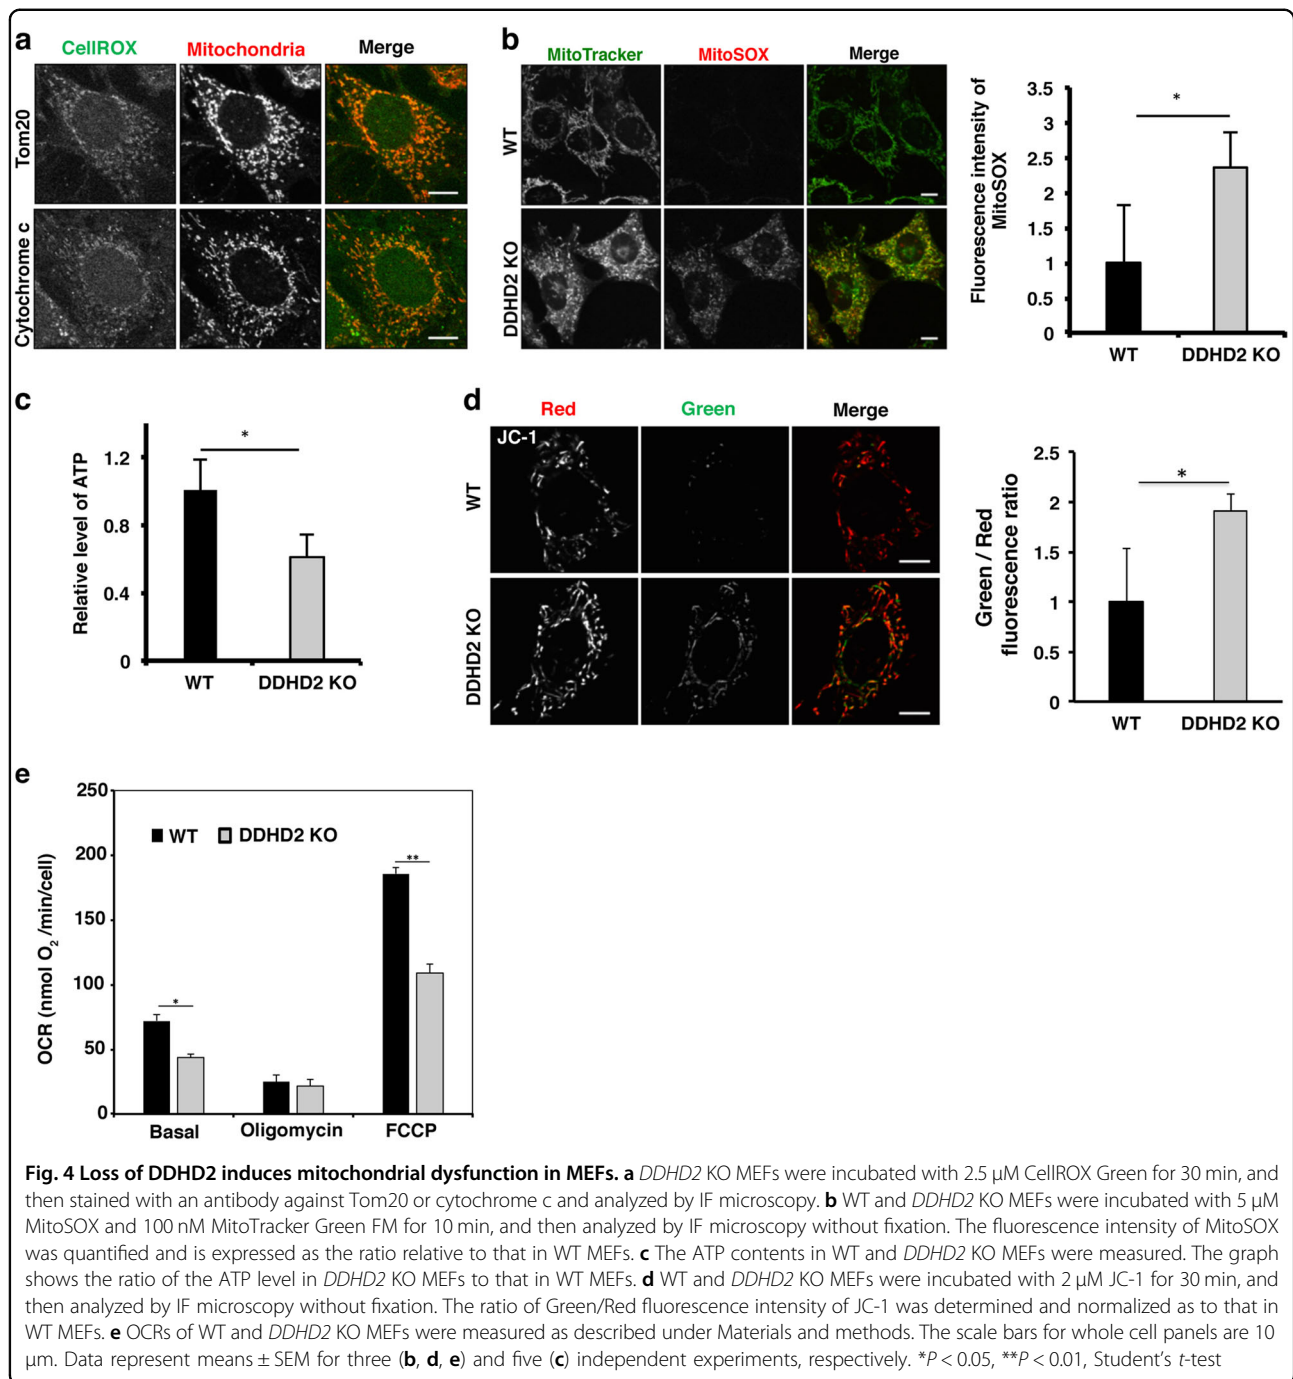 a
CellROX Mitochondria Merge
Tom20
Cytochrome c
b
MitoTracker MitoSOX Merge
WT
DDHD2 KO
Fluorescence intensity of
MitoSOX
3.5
3
2.5
2
1.5
1
0.5
0
*
WT DDHD2 KO
c
Relative level of ATP
1.2
0.8
0.4
0
*
WT DDHD2 KO
d
Red Green Merge
JC-1
WT
DDHD2 KO
Green / Red
fluorescence ratio
2.5
2
1.5
1
0.5
0
*
WT DDHD2 KO
e
OCR (nmol O₂ /min/cell)
250
200
150
100
50
0
WT DDHD2 KO
*
**
Basal Oligomycin FCCP
Fig. 4 Loss of DDHD2 induces mitochondrial dysfunction in MEFs. a DDHD2 KO MEFs were incubated with 2.5 µM CellROX Green for 30 min, and
then stained with an antibody against Tom20 or cytochrome c and analyzed by IF microscopy. b WT and DDHD2 KO MEFs were incubated with 5 µM
MitoSOX and 100 nM MitoTracker Green FM for 10 min, and then analyzed by IF microscopy without fixation. The fluorescence intensity of MitoSOX
was quantified and is expressed as the ratio relative to that in WT MEFs. c The ATP contents in WT and DDHD2 KO MEFs were measured. The graph
shows the ratio of the ATP level in DDHD2 KO MEFs to that in WT MEFs. d WT and DDHD2 KO MEFs were incubated with 2 µM JC-1 for 30 min, and
then analyzed by IF microscopy without fixation. The ratio of Green/Red fluorescence intensity of JC-1 was determined and normalized as to that in
WT MEFs. e OCRs of WT and DDHD2 KO MEFs were measured as described under Materials and methods. The scale bars for whole cell panels are 10
µm. Data represent means ± SEM for three (b, d, e) and five (c) independent experiments, respectively. *P < 0.05, **P < 0.01, Student's t-test